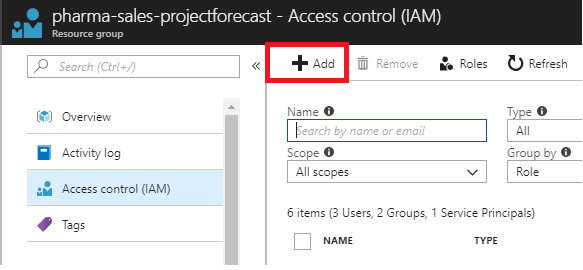 pharma-sales-projectforecast - Access control (IAM)
Resource group
Search (Ctrl+/)
Add
Remove
Roles
Refresh
Overview
Activity log
Access control (IAM)
Tags
Name
Type
Search by name or email
All
Scope
Group by
All scopes
Role
6 items (3 Users, 2 Groups, 1 Service Principals)
NAME
TYPE